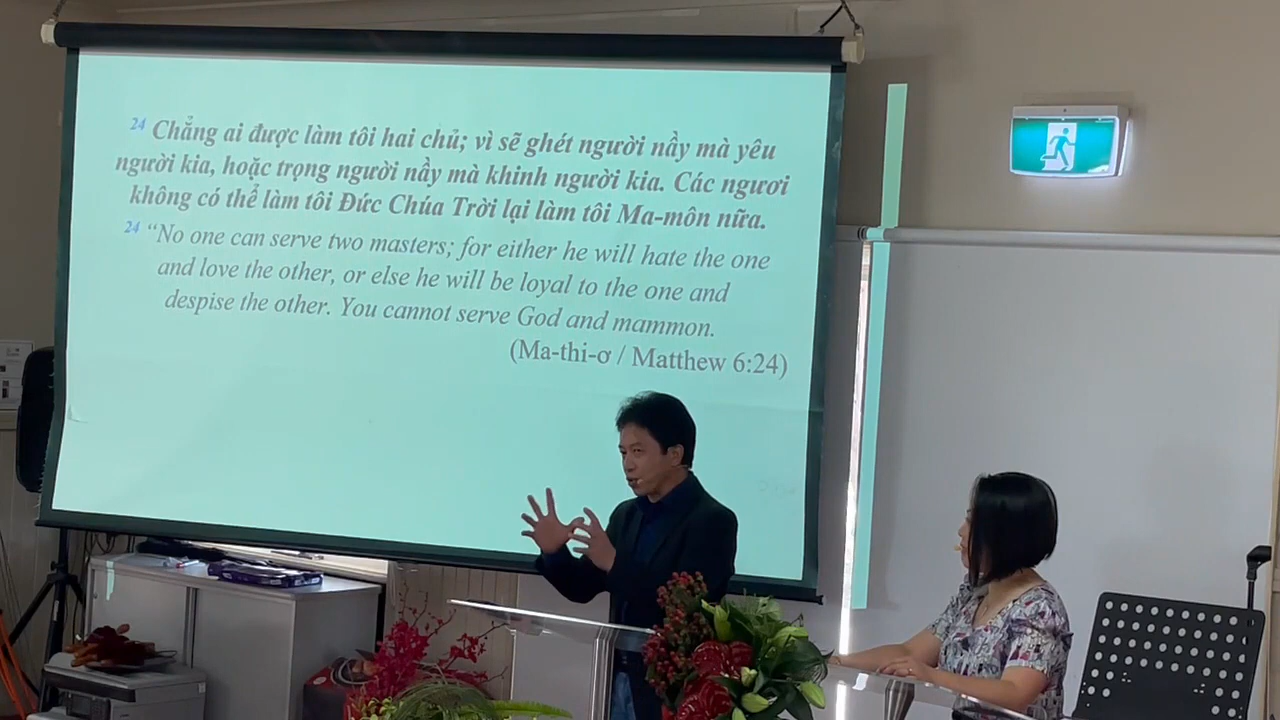 24 Chẳng ai được làm tôi hai chủ; vì sẽ ghét người nầy mà yêu
người kia, hoặc trọng người nầy mà khinh người kia. Các ngươi
không có thể làm tôi Đức Chúa Trời lại làm tôi Ma-môn nữa.
24 “No one can serve two masters; for either he will hate the one
and love the other, or else he will be loyal to the one and
despise the other. You cannot serve God and mammon.
(Ma-thi-ơ / Matthew 6:24)